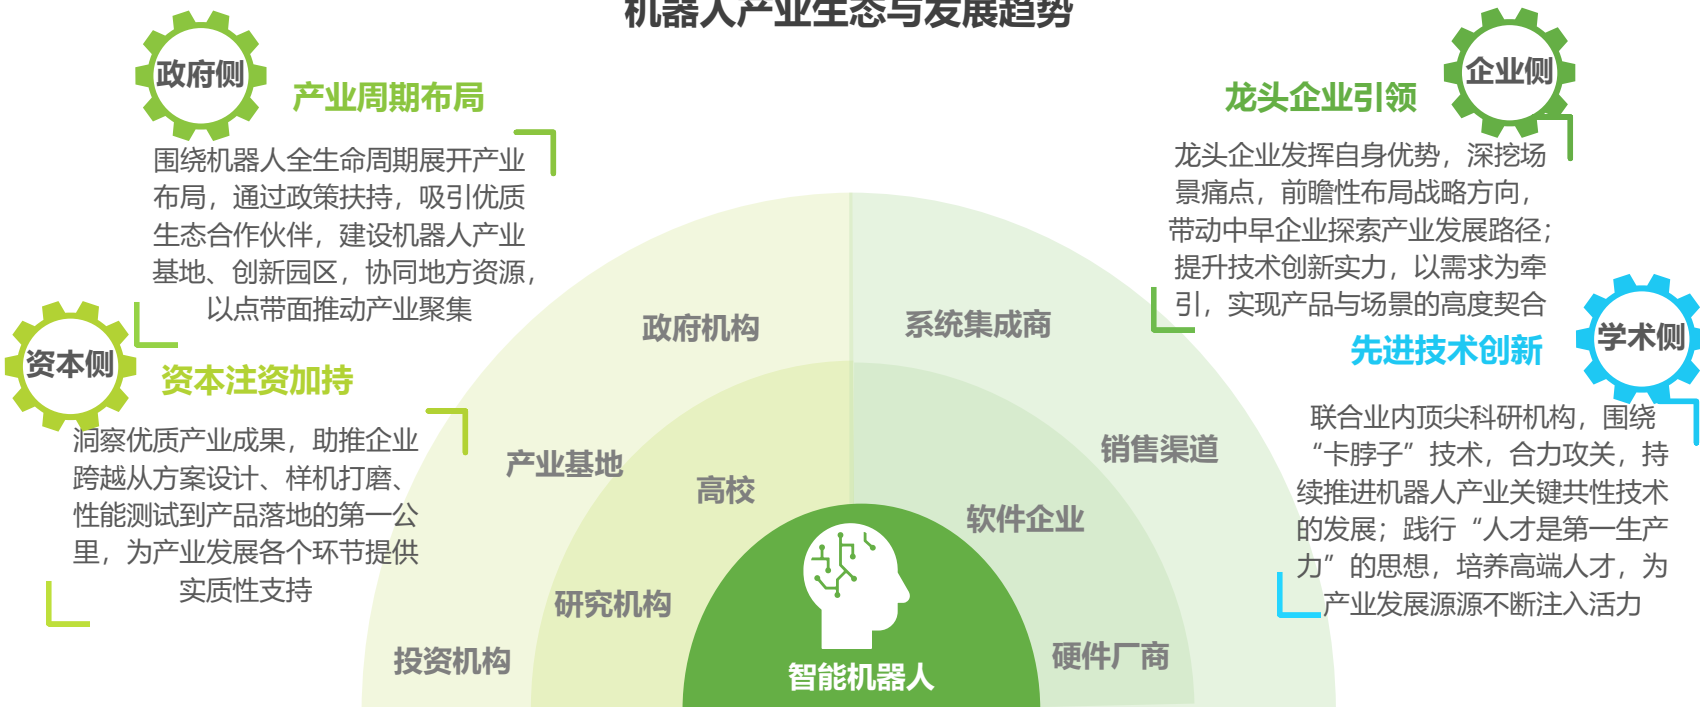 机器人产业生态与发展趋势
政府侧
产业周期布局
围绕机器人全生命周期展开产业
布局，通过政策扶持，吸引优质
生态合作伙伴，建设机器人产业
基地、创新园区，协同地方资源，
以点带面推动产业聚集
资本侧
资本注资加持
洞察优质产业成果，助推企业
跨越从方案设计、样机打磨、
性能测试到产品落地的第一公
里，为产业发展各个环节提供
实质性支持
企业侧
龙头企业引领
龙头企业发挥自身优势，深挖场
景痛点，前瞻性布局战略方向，
带动中早企业探索产业发展路径；
提升技术创新实力，以需求为牵
引，实现产品与场景的高度契合
学术侧
先进技术创新
联合业内顶尖科研机构，围绕
“卡脖子”技术，合力攻关，持
续推进机器人产业关键共性技术
的发展；践行“人才是第一生产
力”的思想，培养高端人才，为
产业发展源源不断注入活力
政府机构
系统集成商
产业基地
销售渠道
高校
软件企业
研究机构
投资机构
硬件厂商
智能机器人